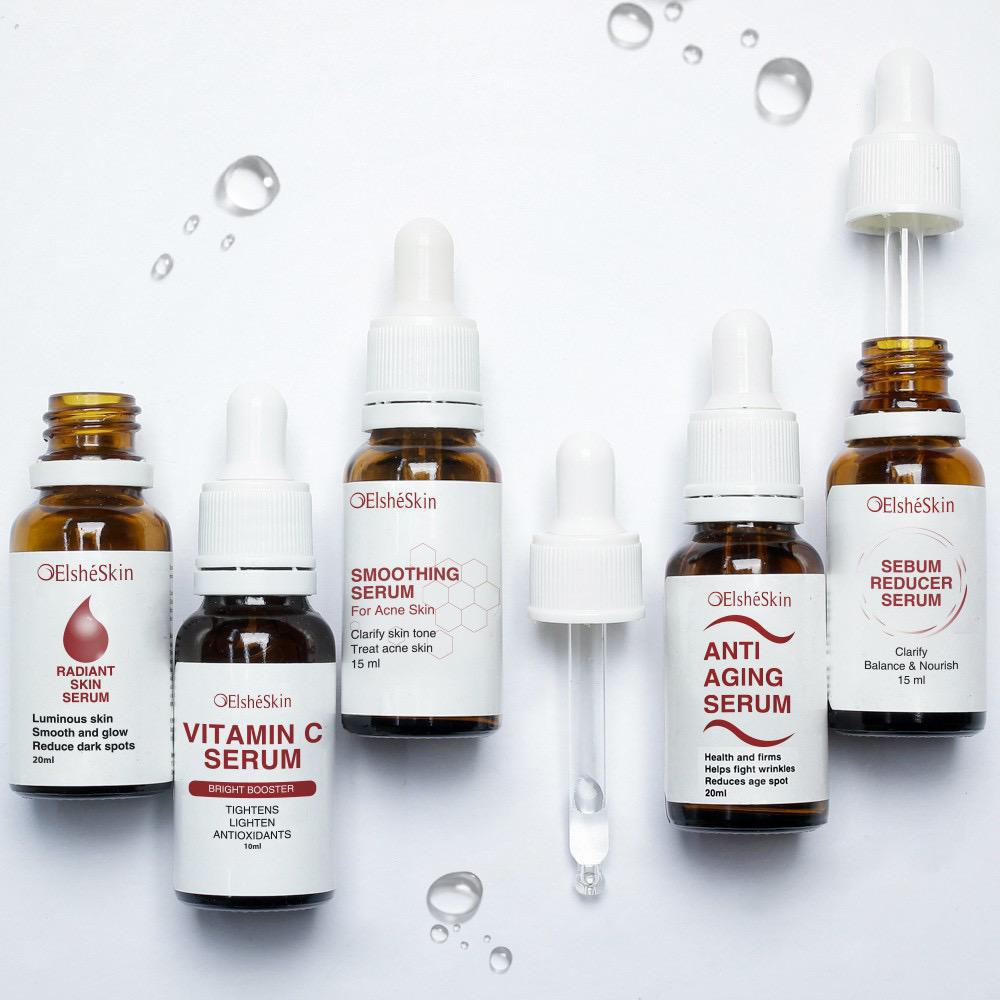 ElshéSkin
RADIANT
SKIN
SERUM
Luminous skin
Smooth and glow
Reduce dark spots
20ml
ElshéSkin
VITAMIN C
SERUM
BRIGHT BOOSTER
TIGHTENS
LIGHTEN
ANTIOXIDANTS
10ml
ElshéSkin
SMOOTHING
SERUM
For Acne Skin
Clarify skin tone
Treat acne skin
15 ml
ElshéSkin
ANTI
AGING
SERUM
Health and firms
Helps fight wrinkles
Reduces age spot
20ml
ElshéSkin
SEBUM
REDUCER
SERUM
Clarify
Balance & Nourish
15 ml